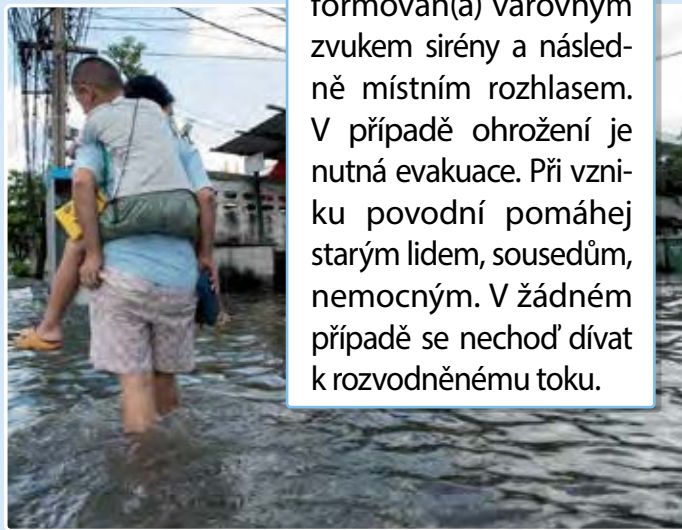 formován(a) varovným
zvukem sirény a násled-
ně místním rozhlasem.
V případě ohrožení je
nutná evakuace. Při vzni-
ku povodní pomáhej
starým lidem, sousedům,
nemocným. V žádném
případě se nechoď dívat
k rozvodněnému toku.